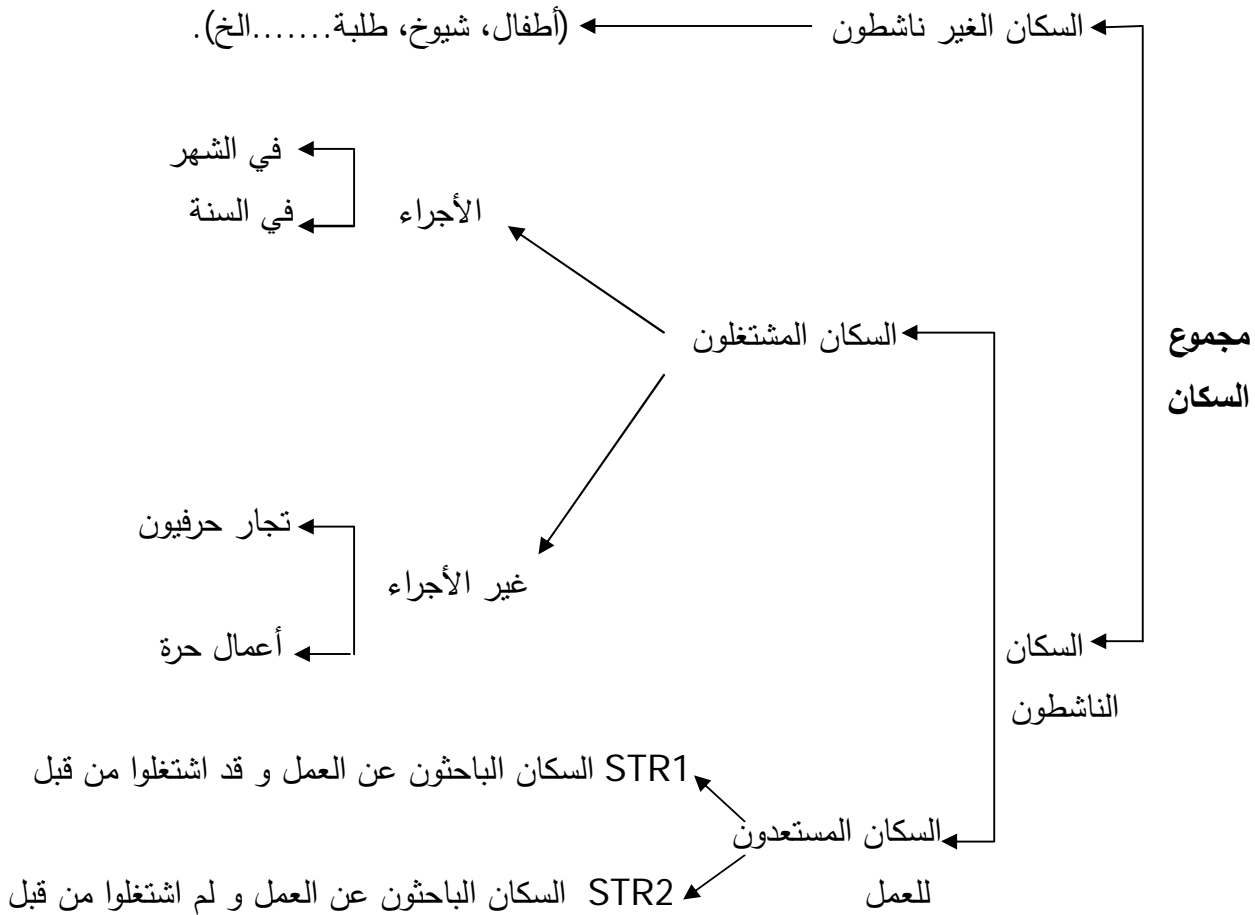 السكان الغير ناشطون
(أطفال، شيوخ، طلبة.......الخ).
في الشهر
في السنة
الأجراء
السكان المشتغلون
مجموع
السكان
تجار حرفيون
غير الأجراء
أعمال حرة
السكان
الناشطون
STR1 السكان الباحثون عن العمل و قد اشتغلوا من قبل
السكان المستعدون
للعمل
STR2 السكان الباحثون عن العمل و لم اشتغلوا من قبل